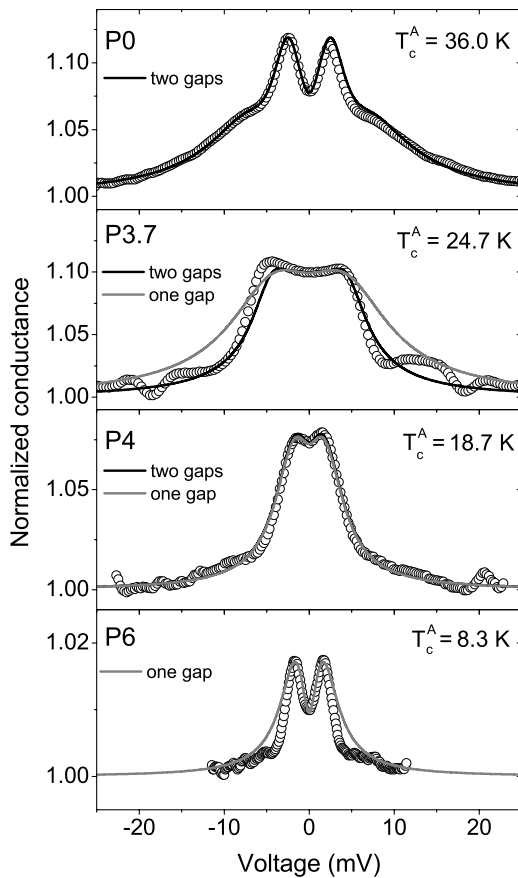 P0
T_c^A = 36.0 K
two gaps
1.10
1.05
1.00
P3.7
T_c^A = 24.7 K
two gaps
one gap
1.10
1.05
1.00
Normalized conductance
P4
T_c^A = 18.7 K
two gaps
one gap
1.05
1.00
P6
T_c^A = 8.3 K
one gap
1.02
1.00
-20 -10 0 10 20
Voltage (mV)